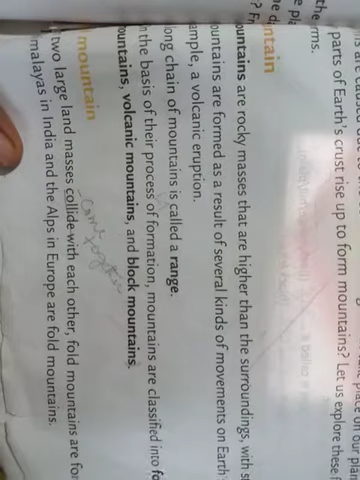 the
rms.
parts of Earth's crust rise up to form mountains? Let us explore these
ntain
ountains are rocky masses that are higher than the surroundings, with
ountains are formed as a result of several kinds of movements on Earth
ample, a volcanic eruption.
ong chain of mountains is called a range.
n the basis of their process of formation, mountains are classified into fo
ountains, volcanic mountains, and block mountains.
mountain
two large land masses collide with each other, fold mountains are for
malayas in India and the Alps in Europe are fold mountains.
come
together